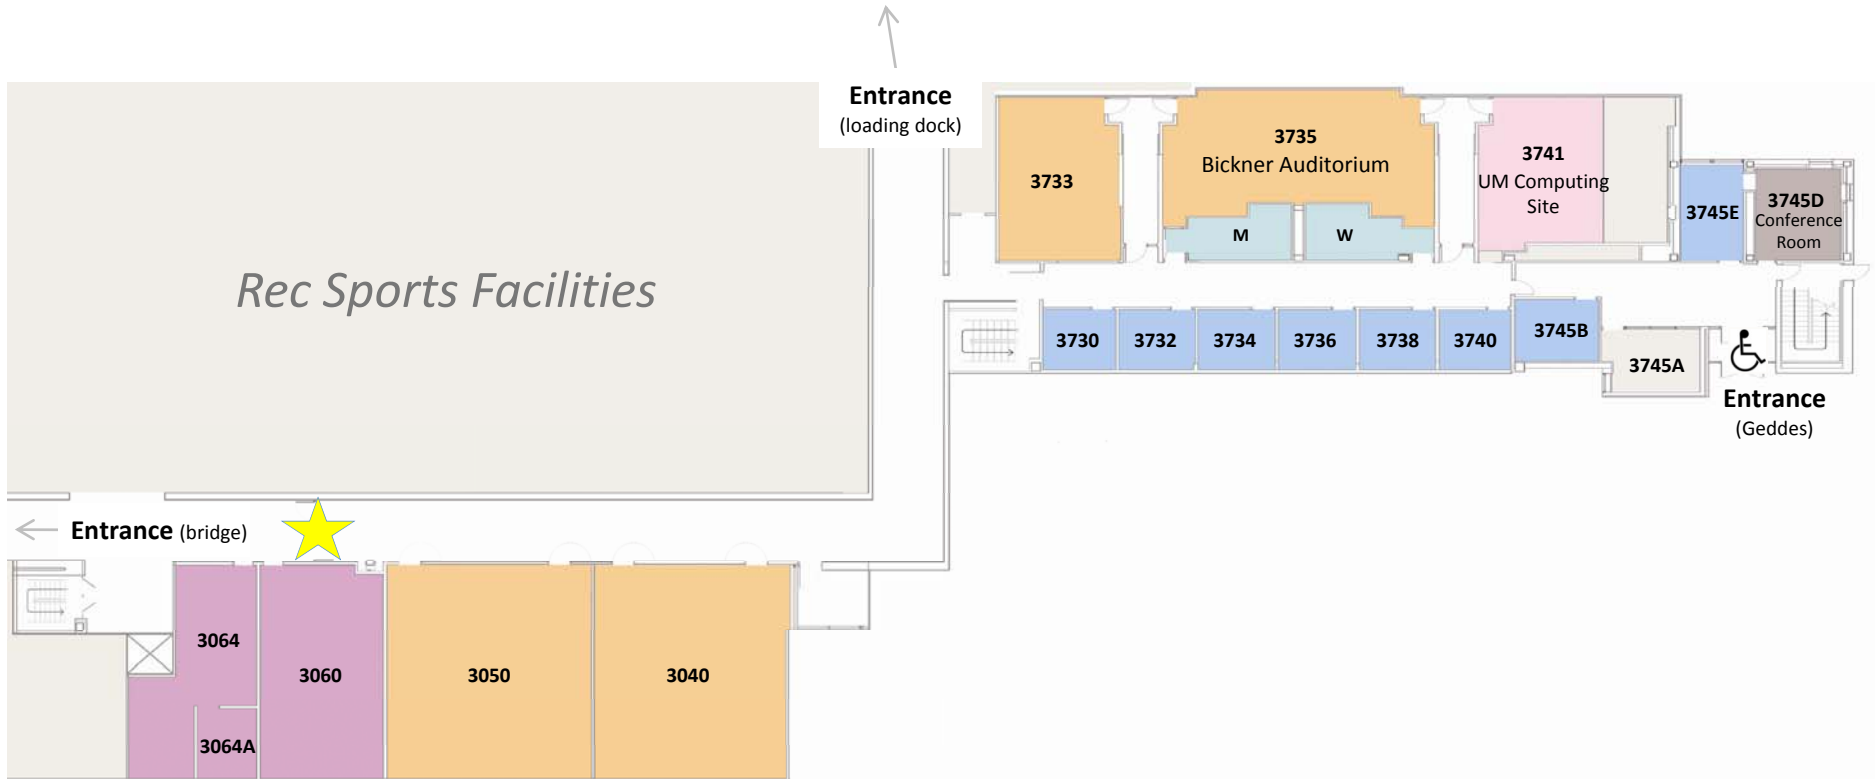 Entrance
(loading dock)
3733
3735
Bickner Auditorium
3741
UM Computing
Site
3745E
3745D
Conference
Room
M
W
Rec Sports Facilities
3730
3732
3734
3736
3738
3740
3745B
3745A
Entrance
(Geddes)
Entrance (bridge)
3064
3060
3050
3040
3064A